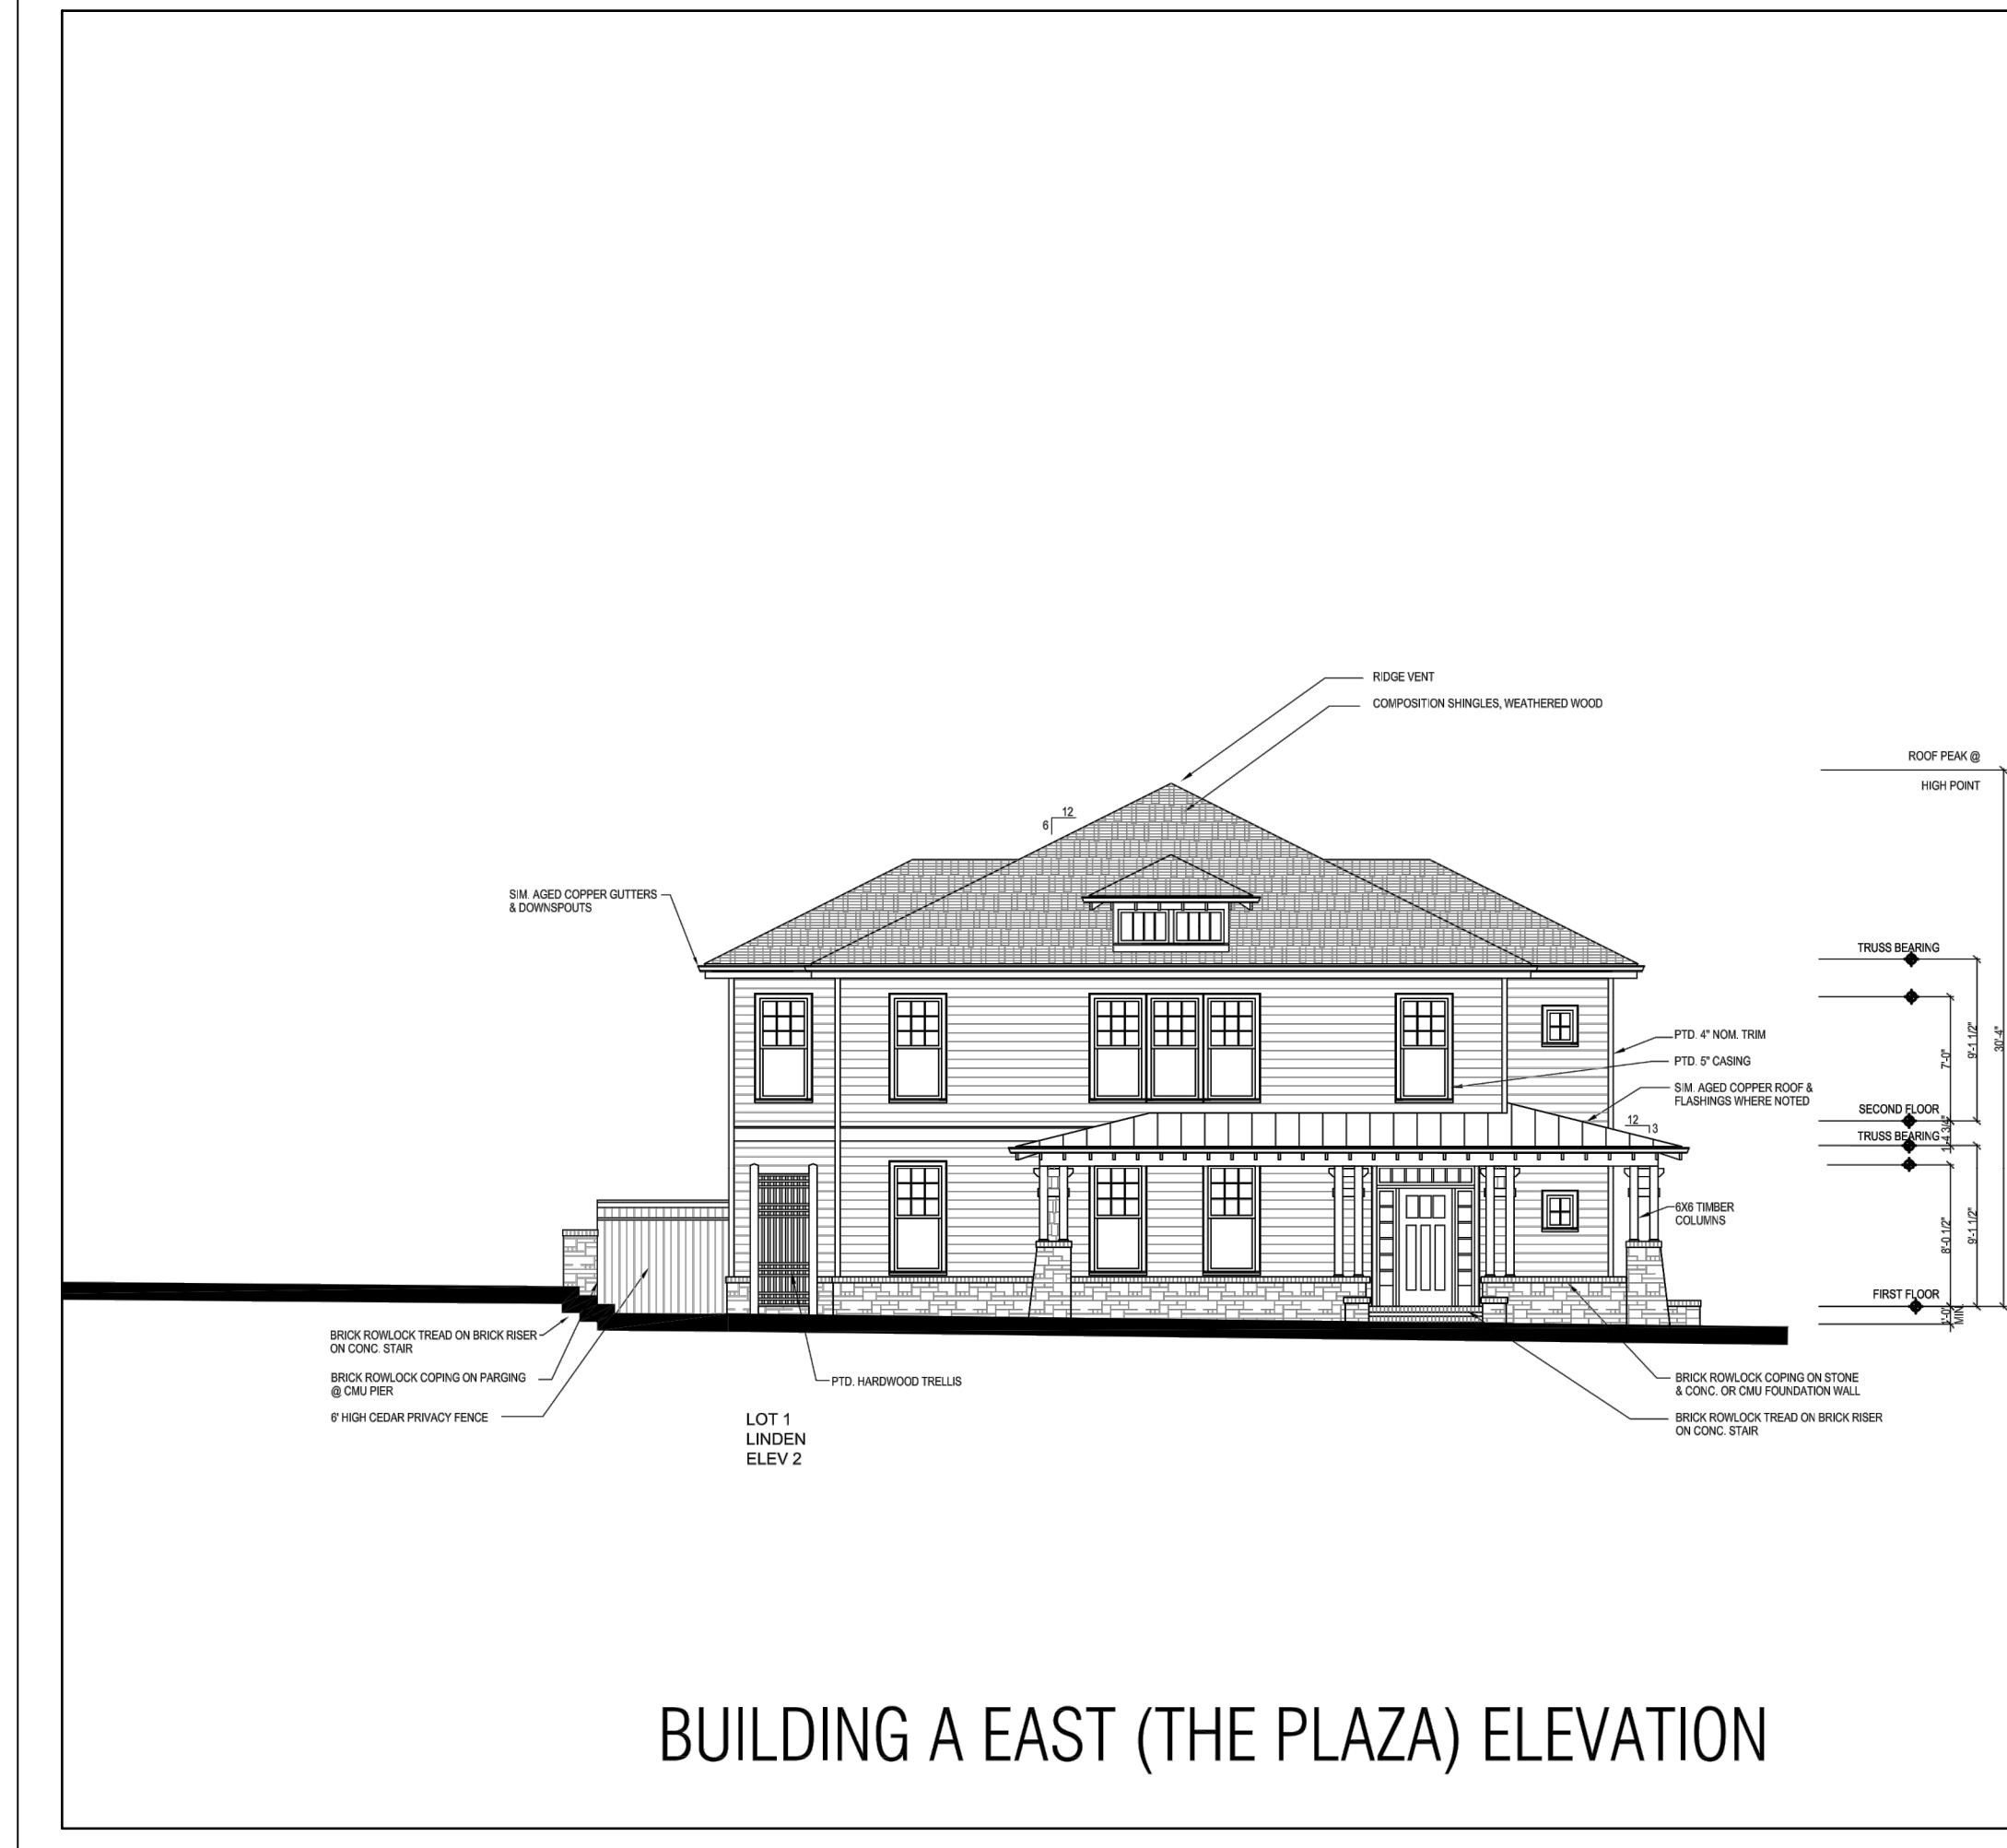 RIDGE VENT
COMPOSITION SHINGLES, WEATHERED WOOD
ROOF PEAK @
HIGH POINT
12
6
SIM. AGED COPPER GUTTERS
& DOWNSPOUTS
TRUSS BEARING
PTD. 4" NOM. TRIM
PTD. 5" CASING
SIM. AGED COPPER ROOF &
FLASHINGS WHERE NOTED
12
3
7'-0"
9'-1 1/2"
30'-4"
SECOND FLOOR
TRUSS BEARING
6X6 TIMBER
COLUMNS
8'-0 1/2"
9'-1 1/2"
FIRST FLOOR
1'-0"
MIN.
BRICK ROWLOCK TREAD ON BRICK RISER
ON CONC. STAIR
BRICK ROWLOCK COPING ON PARGING
@ CMU PIER
6' HIGH CEDAR PRIVACY FENCE
PTD. HARDWOOD TRELLIS
BRICK ROWLOCK COPING ON STONE
& CONC. OR CMU FOUNDATION WALL
BRICK ROWLOCK TREAD ON BRICK RISER
ON CONC. STAIR
LOT 1
LINDEN
ELEV 2
BUILDING A EAST (THE PLAZA) ELEVATION